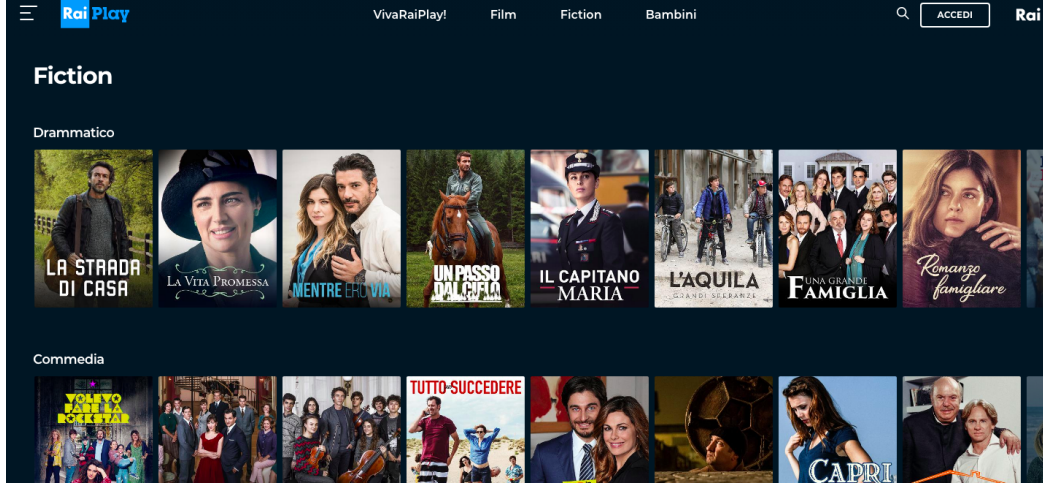 Rai Play
VivaRaiPlay!
Film
Fiction
Bambini
ACCEDI
Rai
Fiction
Drammatico
LA STRADA
DI CASA
LA VITA PROMESSA
MENTRE ERO VIA
UN PASSO
DAL CIELO
IL CAPITANO
MARIA
L'AQUILA
GRANDI SPERANZE
UNA GRANDE
FAMIGLIA
Romanzo
famigliare
Commedia
VOLEVO
FARE LA
ROCKSTAR
TUTTO PUÒ SUCCEDERE
CAPRI